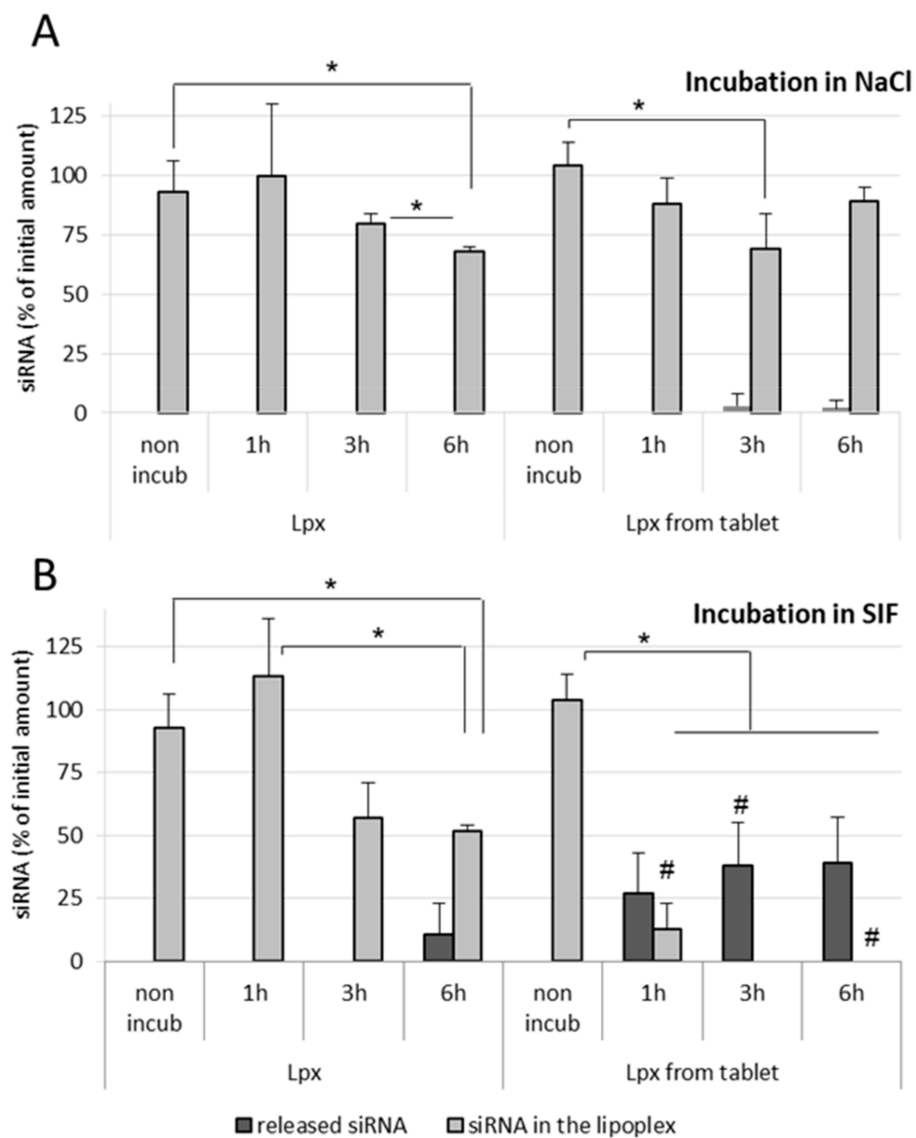 A
Incubation in NaCl
siRNA (% of initial amount)
125
100
75
50
25
0
*
*
*
non incub
1h
3h
6h
non incub
1h
3h
6h
Lpx
Lpx from tablet
B
Incubation in SIF
siRNA (% of initial amount)
125
100
75
50
25
0
*
*
*
#
#
#
non incub
1h
3h
6h
non incub
1h
3h
6h
Lpx
Lpx from tablet
released siRNA
siRNA in the lipoplex